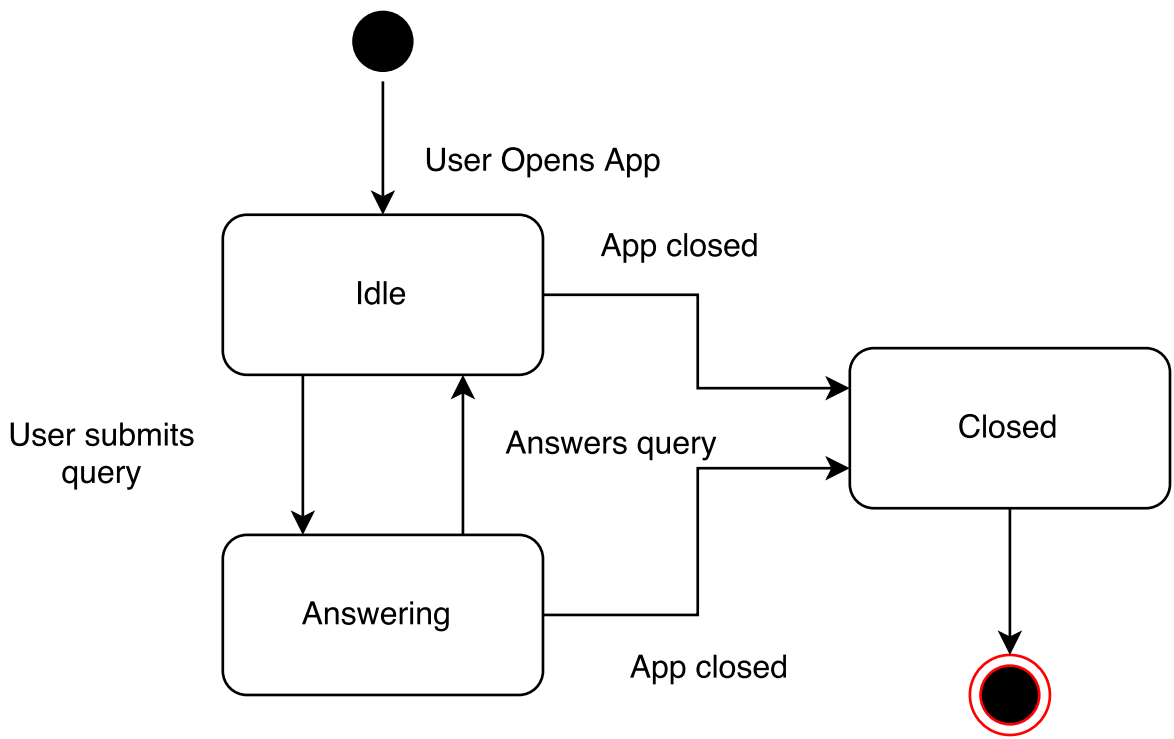 User Opens App
App closed
Idle
Closed
User submits
query
Answers query
Answering
App closed